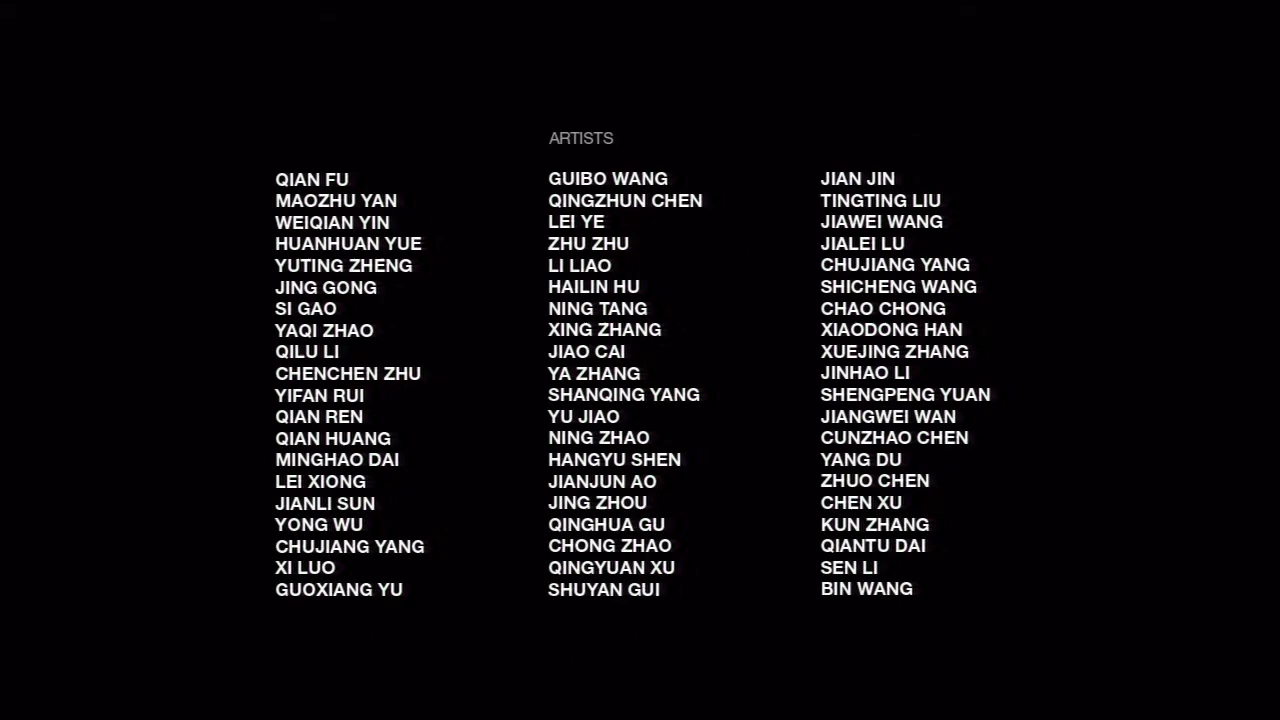 ARTISTS
QIAN FU
MAOZHU YAN
WEIQIAN YIN
HUANHUAN YUE
YUTING ZHENG
JING GONG
SI GAO
YAQI ZHAO
QILU LI
CHENCHEN ZHU
YIFAN RUI
QIAN REN
QIAN HUANG
MINGHAO DAI
LEI XIONG
JIANLI SUN
YONG WU
CHUJIANG YANG
XI LUO
GUOXIANG YU
GUIBO WANG
QINGZHUN CHEN
LEI YE
ZHU ZHU
LI LIAO
HAILIN HU
NING TANG
XING ZHANG
JIAO CAI
YA ZHANG
SHANQING YANG
YU JIAO
NING ZHAO
HANGYU SHEN
JIANJUN AO
JING ZHOU
QINGHUA GU
CHONG ZHAO
QINGYUAN XU
SHUYAN GUI
JIAN JIN
TINGTING LIU
JIAWEI WANG
JIALEI LU
CHUJIANG YANG
SHICHENG WANG
CHAO CHONG
XIAODONG HAN
XUEJING ZHANG
JINHAO LI
SHENGPENG YUAN
JIANGWEI WAN
CUNZHAO CHEN
YANG DU
ZHUO CHEN
CHEN XU
KUN ZHANG
QIANTU DAI
SEN LI
BIN WANG